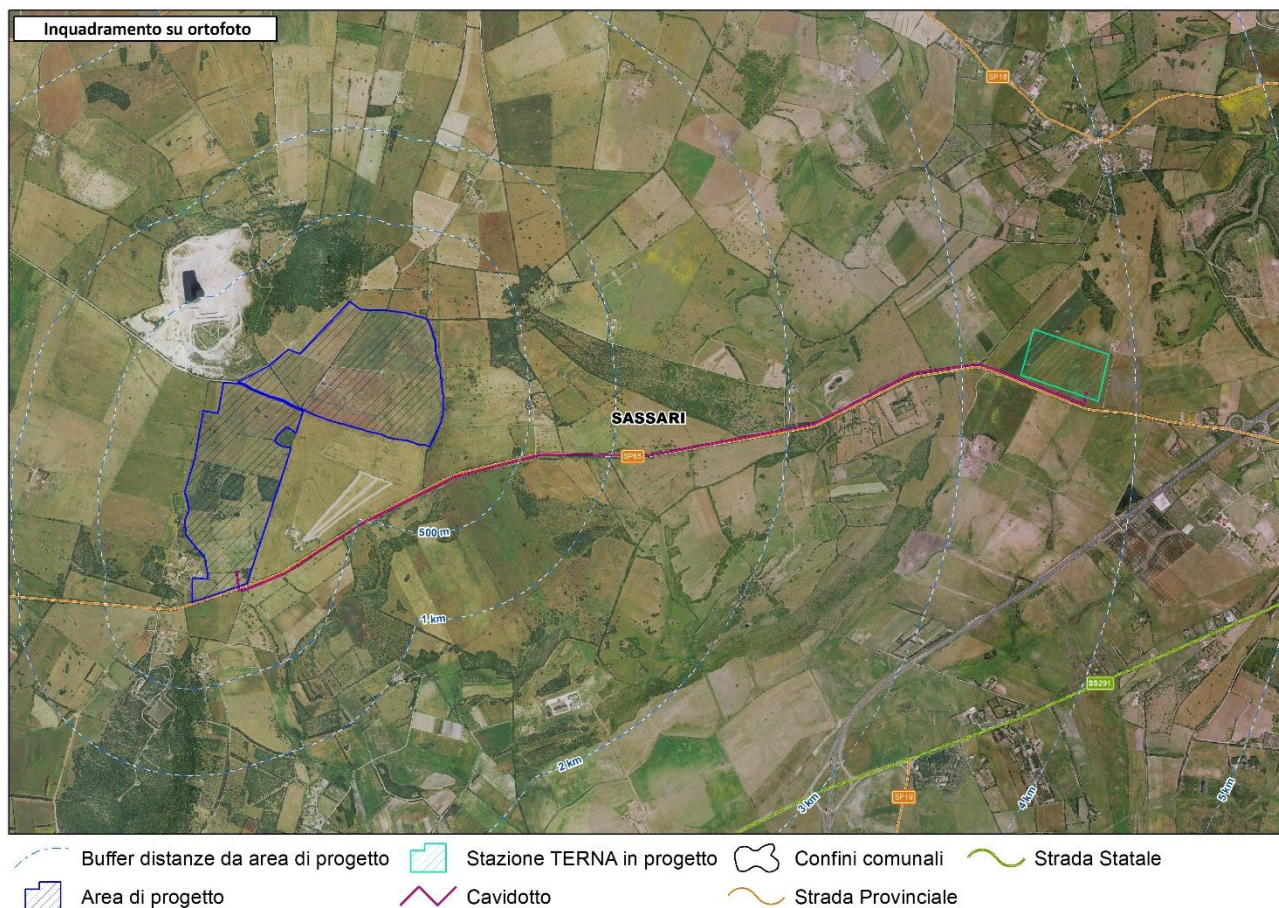 Inquadramento su ortofoto
SP18
SASSARI
SP65
500 m
1 km
SS291
2 km
3 km
SP19
4 km
5 km
Buffer distanze da area di progetto
Stazione TERNA in progetto
Confini comunali
Strada Statale
Area di progetto
Cavidotto
Strada Provinciale